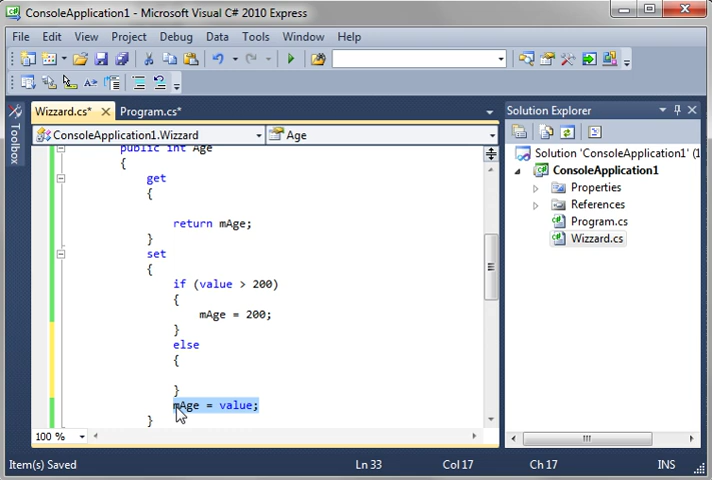 ConsoleApplication1 - Microsoft Visual C# 2010 Express
File Edit View Project Debug Data Tools Window Help
Wizzard.cs* Program.cs*
ConsoleApplication1.Wizzard Age
Toolbox
public int Age
{
get
{
return mAge;
}
set
{
if (value > 200)
{
mAge = 200;
}
else
{
}
mAge = value;
}
100 %
Solution Explorer
Solution 'ConsoleApplication1' (1
ConsoleApplication1
Properties
References
Program.cs
Wizzard.cs
Item(s) Saved Ln 33 Col 17 Ch 17 INS